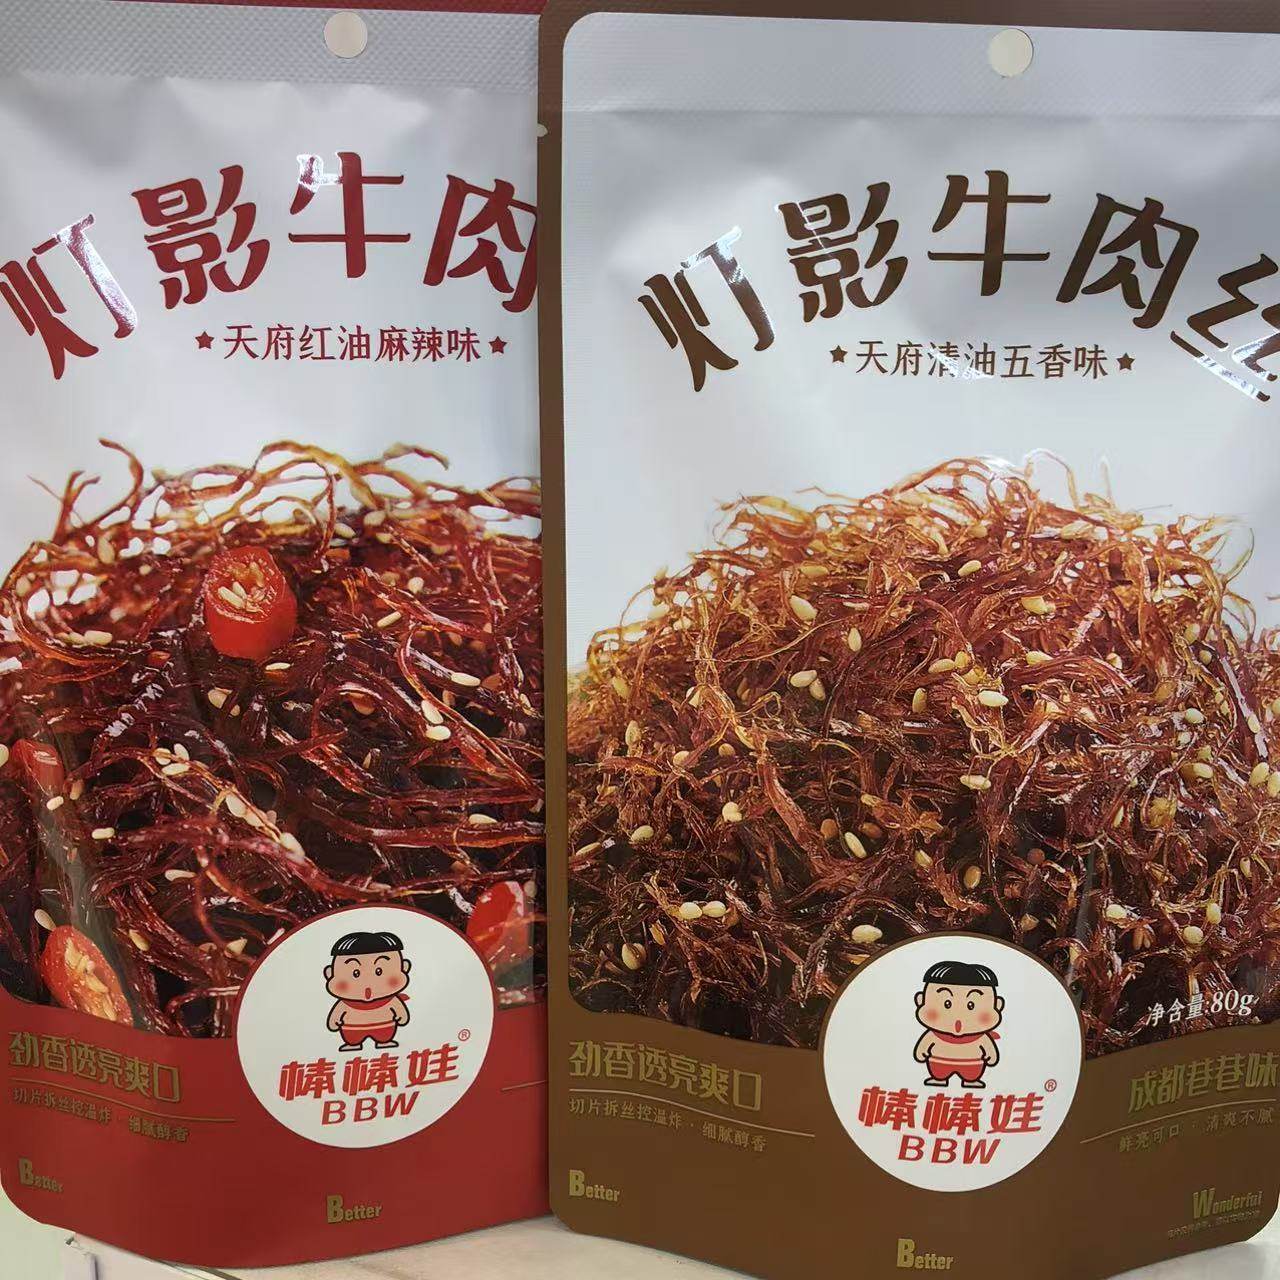 灯影牛肉
★天府红油麻辣味★
劲香诱亮爽口
切片拆丝控温炸·细腻醇香
棒棒娃®
BBW
Better
Better
灯影牛肉丝
★天府清油五香味★
净含量:80g
劲香诱亮爽口
切片拆丝控温炸·细腻醇香
棒棒娃®
BBW
成都巷巷味
鲜亮可口·清爽不腻
Better
Better
Wonderful